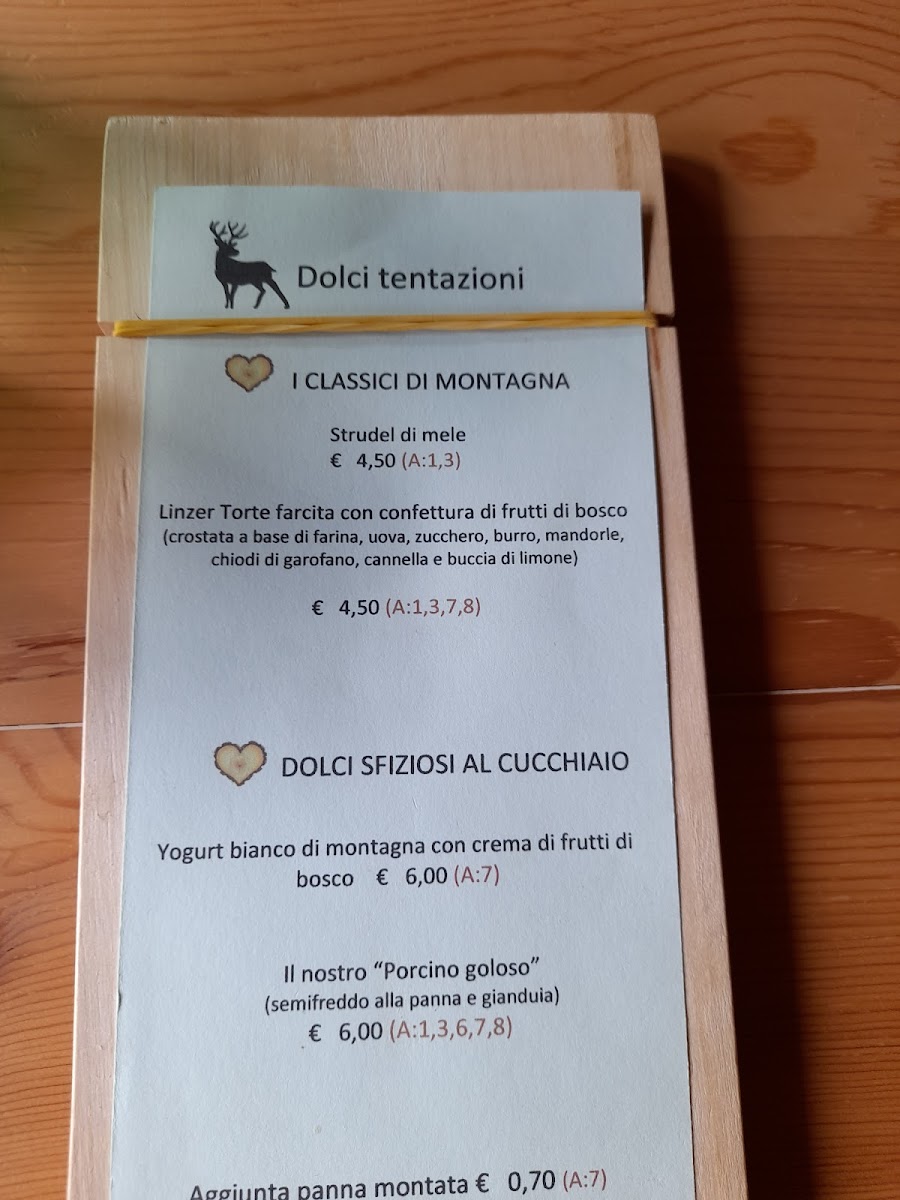 Dolci tentazioni
I CLASSICI DI MONTAGNA
Strudel di mele
€ 4,50 (A:1,3)
Linzer Torte farcita con confettura di frutti di bosco
(crostata a base di farina, uova, zucchero, burro, mandorle,
chiodi di garofano, cannella e buccia di limone)
€ 4,50 (A:1,3,7,8)
DOLCI SFIZIOSI AL CUCCHIAIO
Yogurt bianco di montagna con crema di frutti di
bosco € 6,00 (A:7)
Il nostro “Porcino goloso”
(semifreddo alla panna e gianduia)
€ 6,00 (A:1,3,6,7,8)
Aggiunta panna montata € 0,70 (A:7)